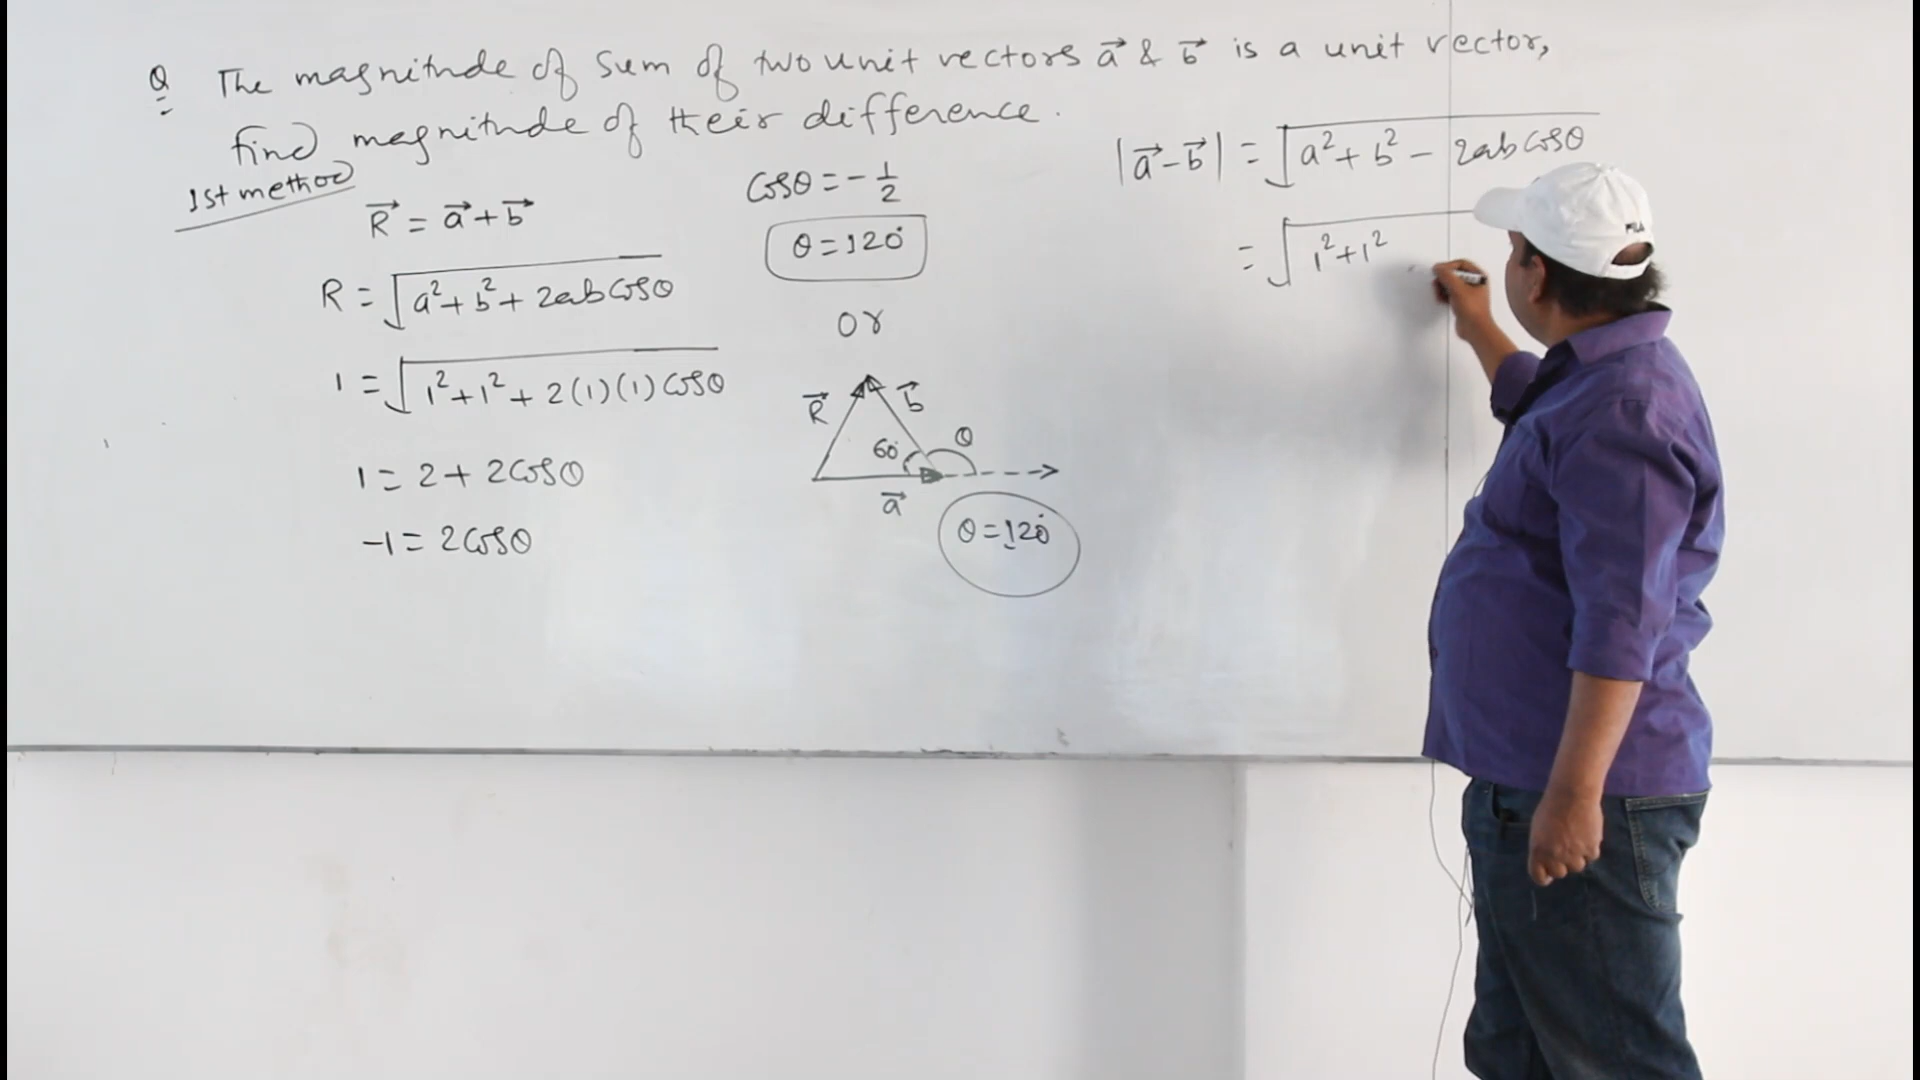 Q The magnitude of sum of two unit vectors a⃗ & b⃗ is a unit vector,
find magnitude of their difference.
1st method
R⃗ = a⃗ + b⃗
R = √(a² + b² + 2ab cosθ)
1 = √(1² + 1² + 2(1)(1) cosθ)
1 = 2 + 2cosθ
-1 = 2cosθ
cosθ = -1/2
θ = 120°
or
R⃗ b⃗
60° θ
a⃗
θ = 120°
|a⃗ - b⃗| = √(a² + b² - 2ab cosθ)
= √(1² + 1²
FILA